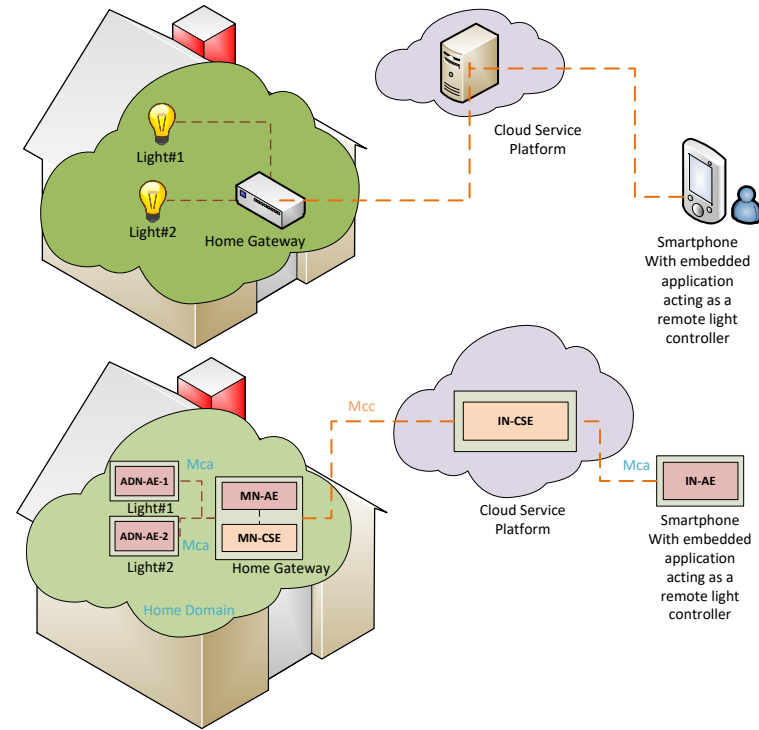 Light#1
Light#2
Home Gateway
Cloud Service
Platform
Smartphone
With embedded
application
acting as a
remote light
controller
Mcc
IN-CSE
Mca
ADN-AE-1
Light#1
MN-AE
Mca
IN-AE
ADN-AE-2
Mca
MN-CSE
Light#2
Home Gateway
Cloud Service
Platform
Smartphone
With embedded
application
acting as a
remote light
controller
Home Domain